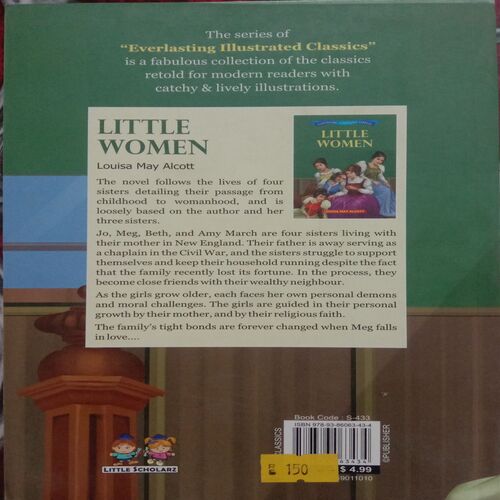 The series of
“Everlasting Illustrated Classics”
is a fabulous collection of the classics
retold for modern readers with
catchy & lively illustrations.
LITTLE
WOMEN
Louisa May Alcott
LITTLE
WOMEN
LOUISA MAY ALCOTT
The novel follows the lives of four
sisters detailing their passage from
childhood to womanhood, and is
loosely based on the author and her
three sisters.
Jo, Meg, Beth, and Amy March are four sisters living with
their mother in New England. Their father is away serving as
a chaplain in the Civil War, and the sisters struggle to support
themselves and keep their household running despite the fact
that the family recently lost its fortune. In the process, they
become close friends with their wealthy neighbour.
As the girls grow older, each faces her own personal demons
and moral challenges. The girls are guided in their personal
growth by their mother, and by their religious faith.
The family's tight bonds are forever changed when Meg falls
in love....
Book Code : S-433
ISBN 978-93-86063-43-4
CLASSICS
©PUBLISHER
150
$ 4.99
9011010
LITTLE SCHOLARZ